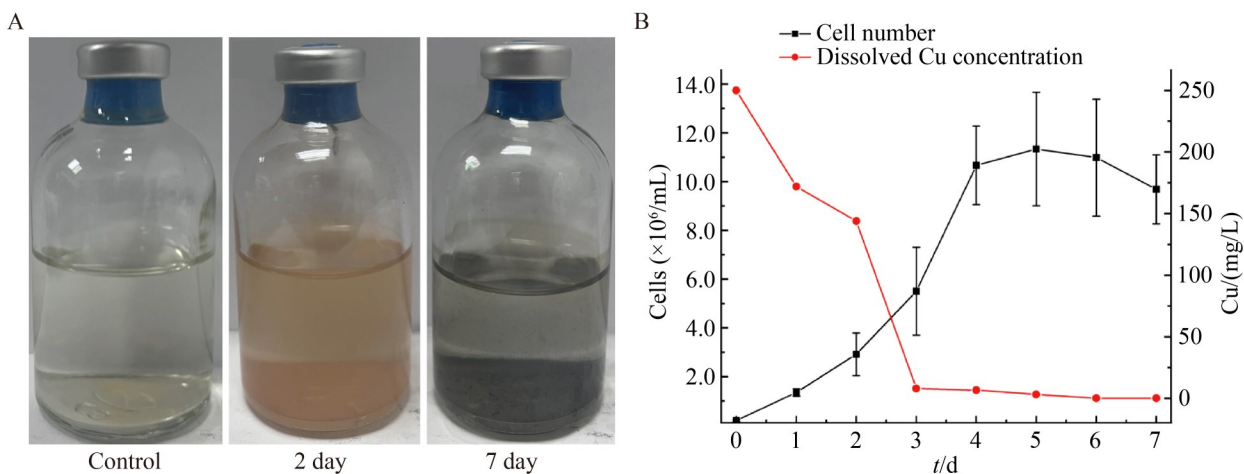 A
Control
2 day
7 day
B
Cell number
Dissolved Cu concentration
Cells (×10⁶/mL)
14.0
12.0
10.0
8.0
6.0
4.0
2.0
250
200
150
100
50
0
Cu/(mg/L)
0 1 2 3 4 5 6 7
t/d